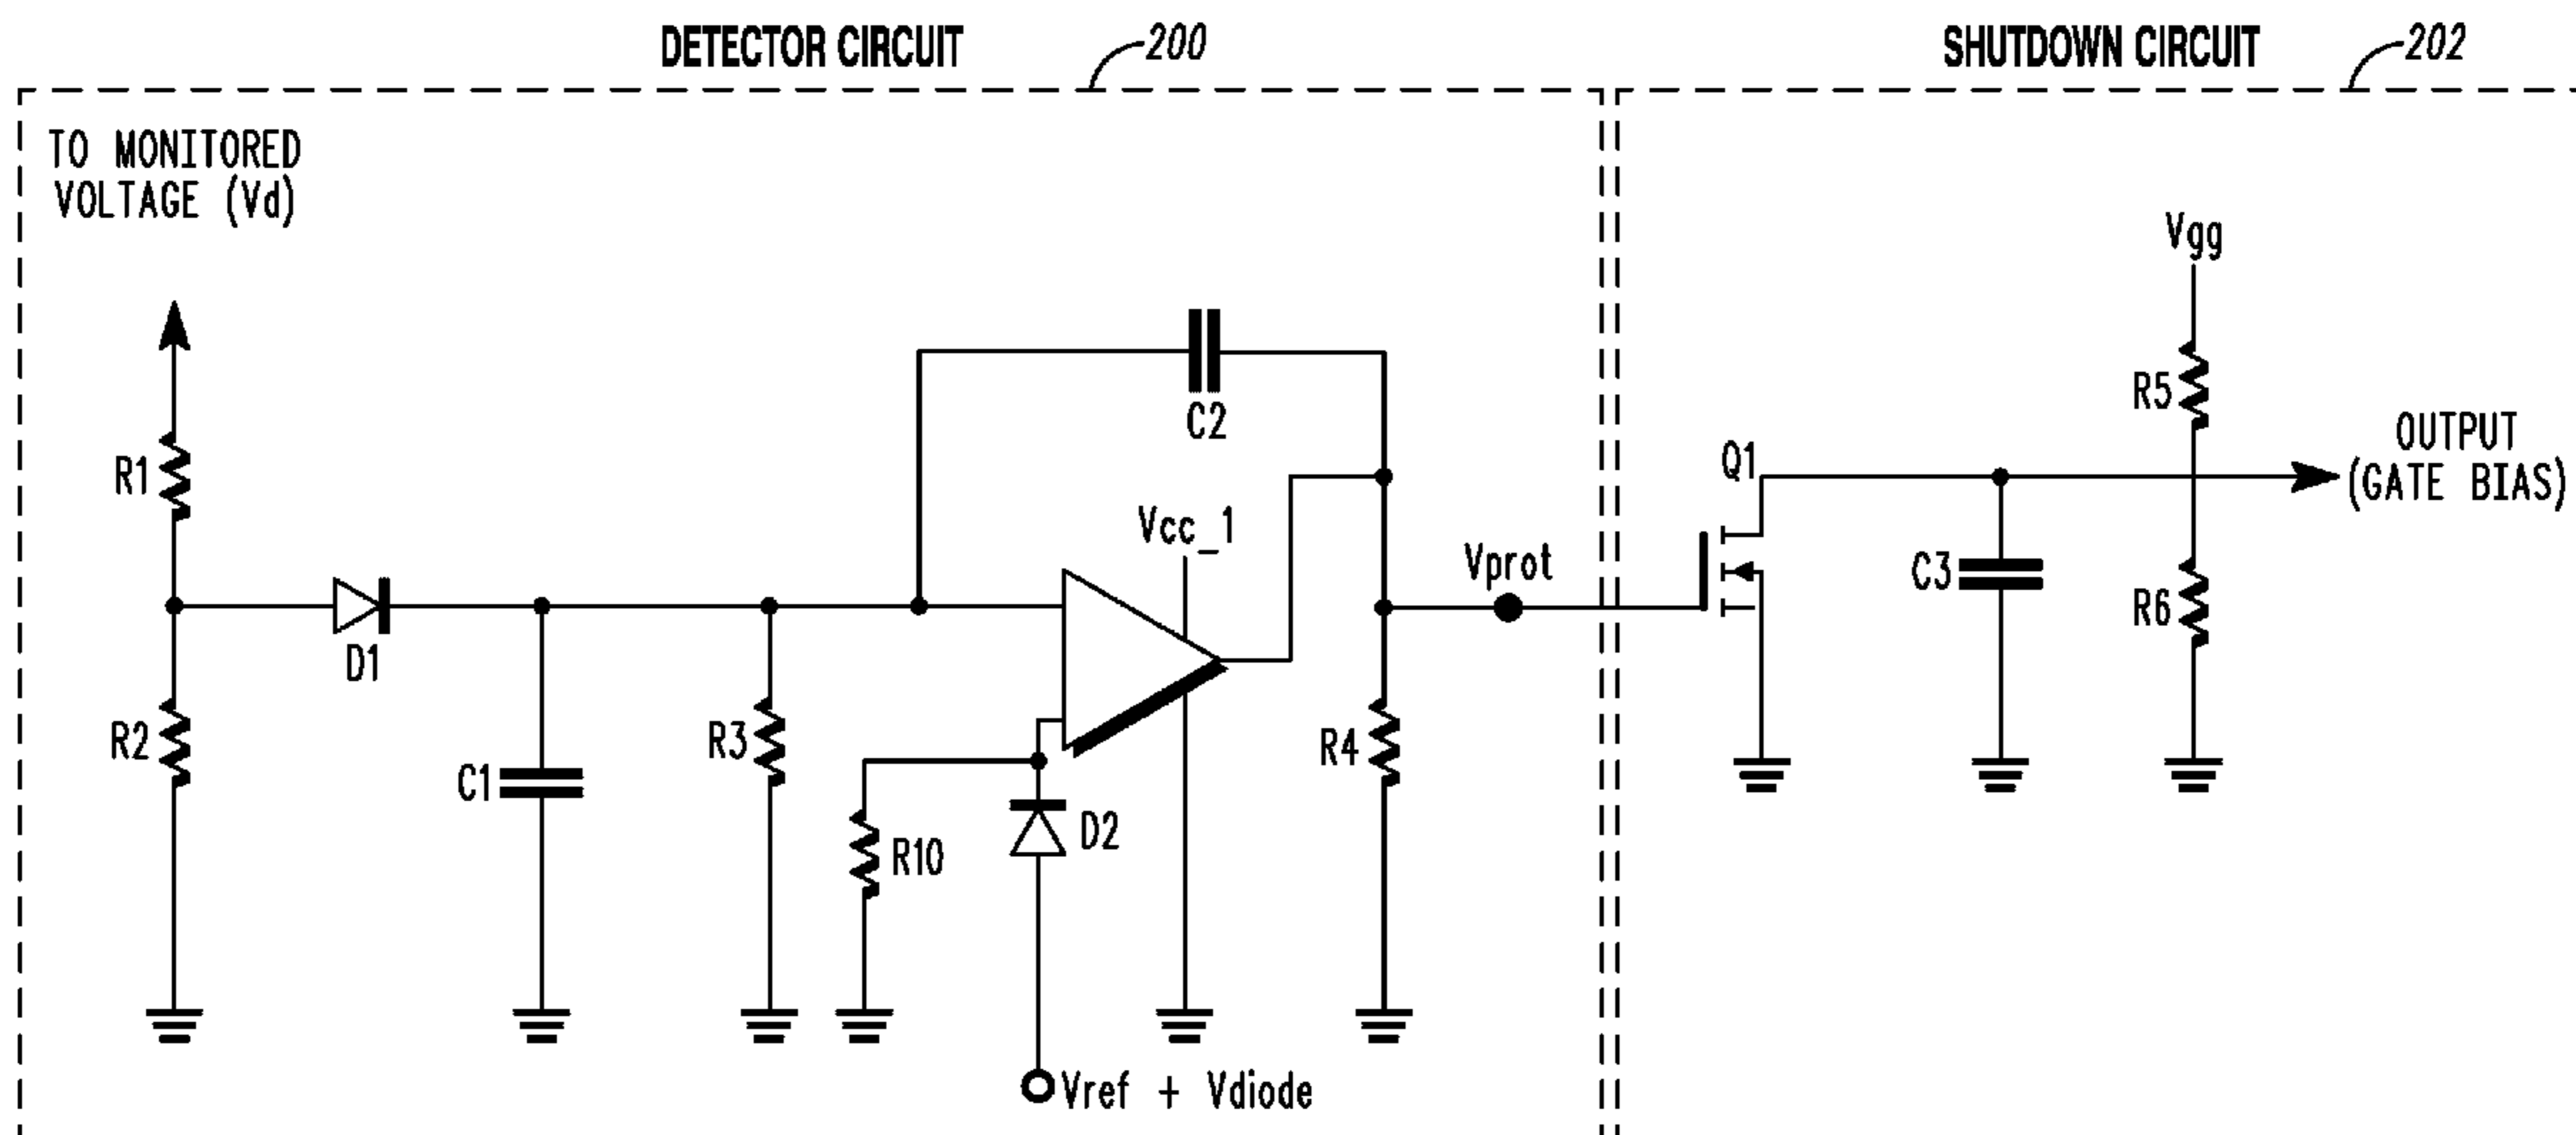 DETECTOR CIRCUIT
200
SHUTDOWN CIRCUIT
202
TO MONITORED
VOLTAGE (Vd)
Vgg
C2
R5
OUTPUT
(GATE BIAS)
R1
Q1
Vcc_1
Vprot
C3
R6
D1
R2
C1
R3
R4
R10
D2
Vref + Vdiode